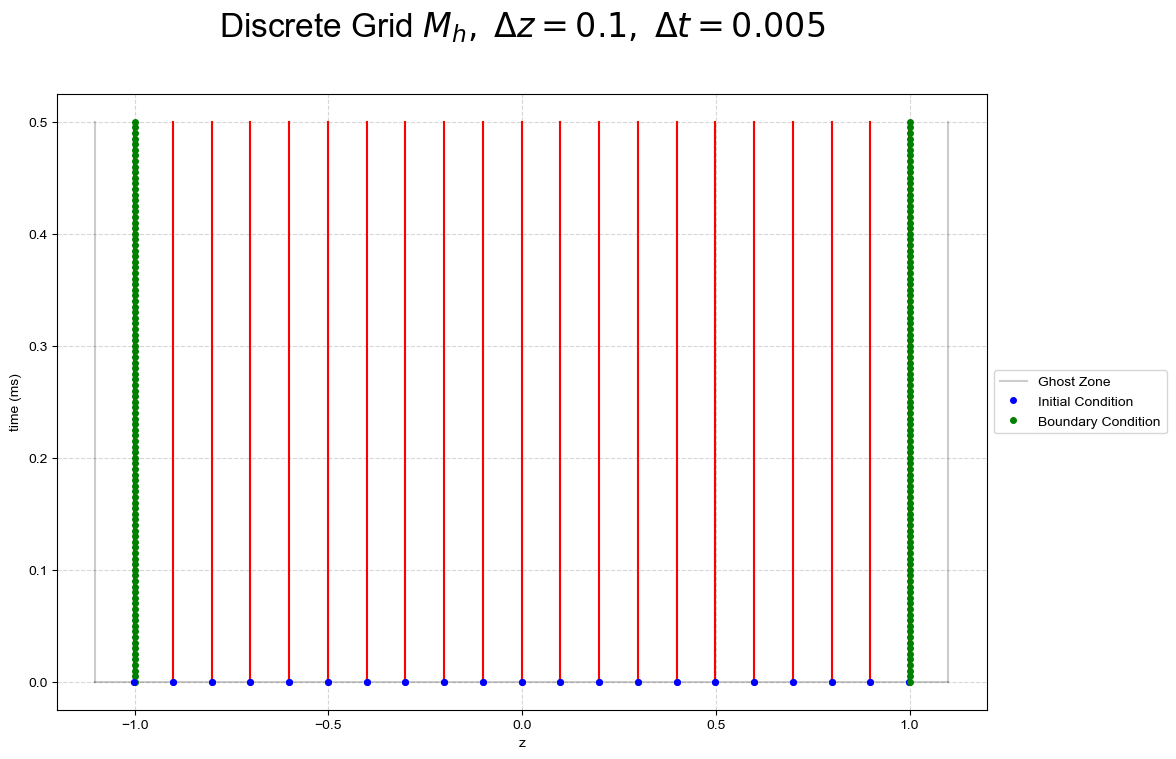 Discrete Grid $M_h,\ \Delta z = 0.1,\ \Delta t = 0.005$
0.5
0.4
0.3
0.2
0.1
0.0
time (ms)
−1.0 −0.5 0.0 0.5 1.0
z
Ghost Zone
Initial Condition
Boundary Condition